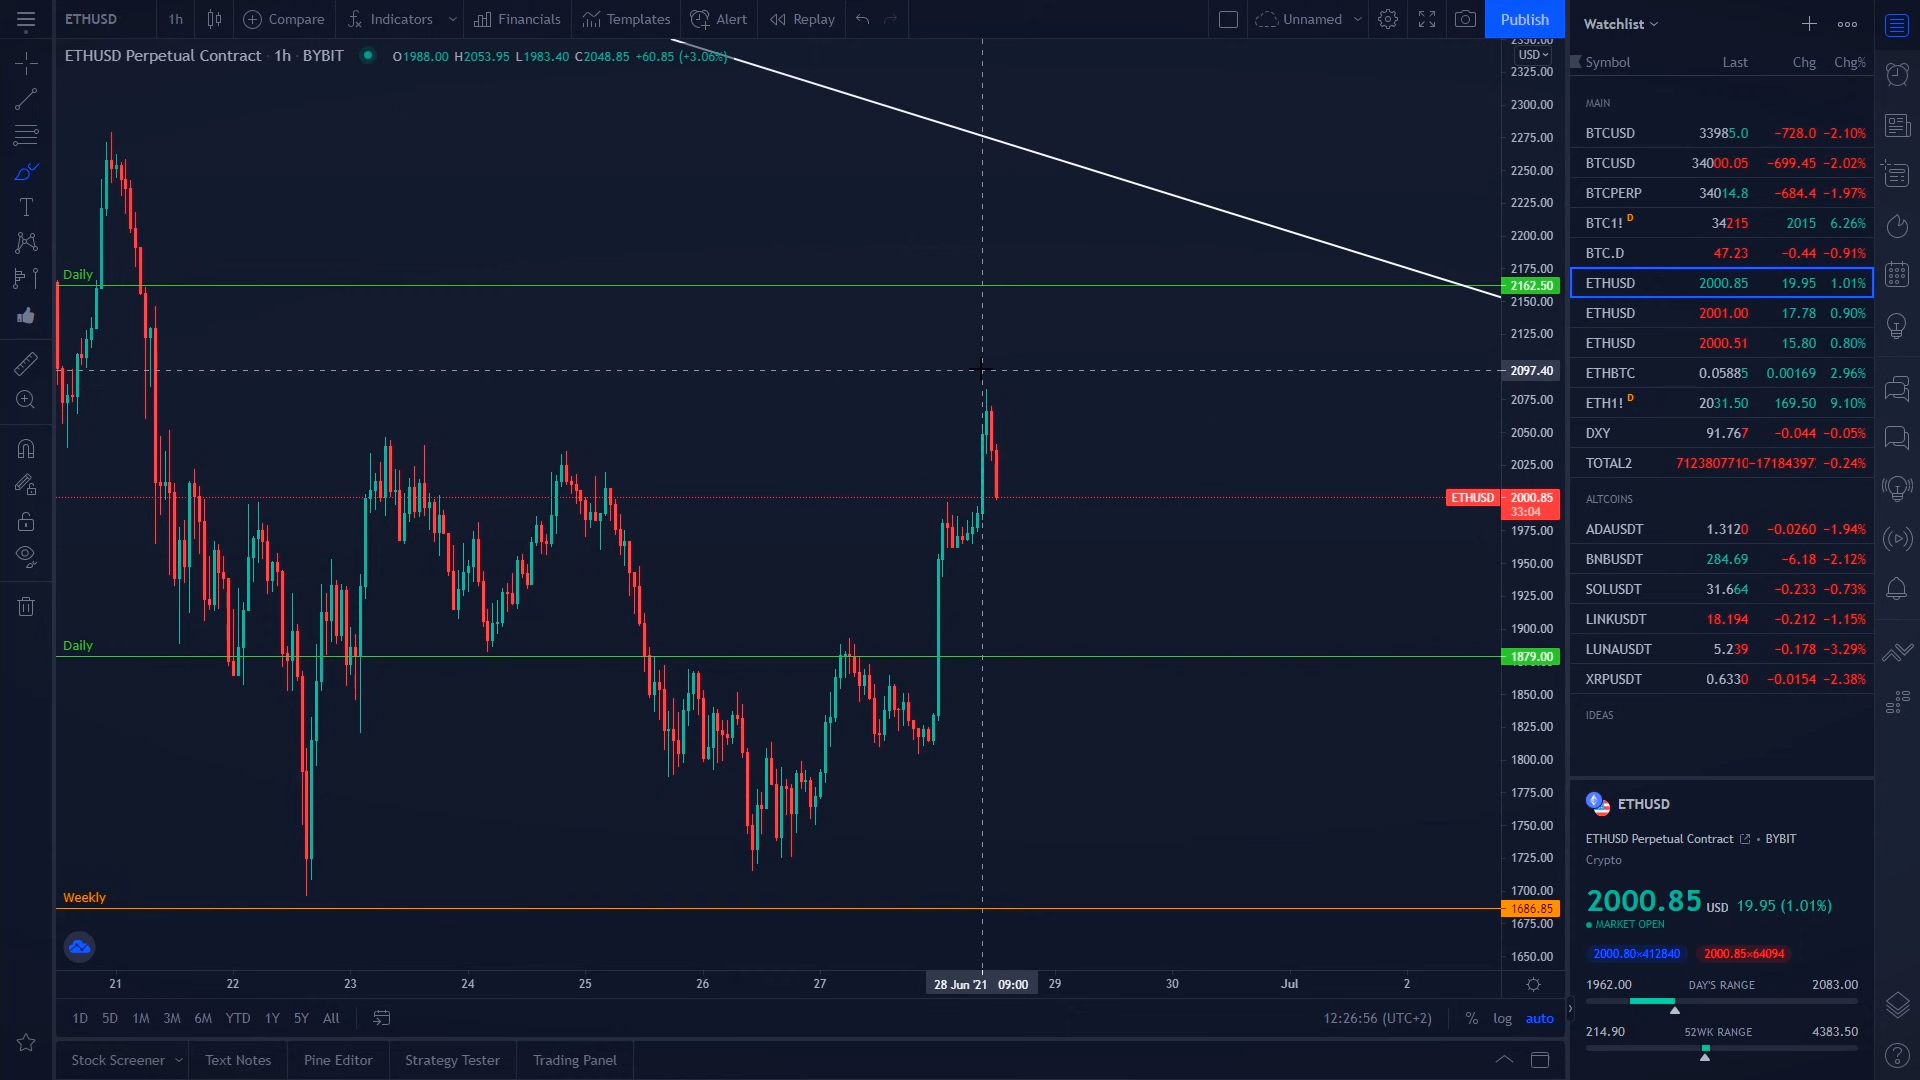 ETHUSD 1h Compare Indicators Financials Templates Alert Replay Unnamed Publish
ETHUSD Perpetual Contract · 1h · BYBIT O1988.00 H2053.95 L1983.40 C2048.85 +60.85 (+3.06%)
USD
2350.00
2325.00
2300.00
2275.00
2250.00
2225.00
2200.00
2175.00
Daily 2162.50
2150.00
2125.00
2097.40
2075.00
2050.00
2025.00
ETHUSD 2000.85
33:04
1975.00
1950.00
1925.00
1900.00
Daily 1879.00
1850.00
1825.00
1800.00
1775.00
1750.00
1725.00
1700.00
Weekly 1686.85
1675.00
1650.00
21 22 23 24 25 26 27 28 Jun '21 09:00 29 30 Jul 2
1D 5D 1M 3M 6M YTD 1Y 5Y All 12:26:56 (UTC+2) % log auto
Stock Screener Text Notes Pine Editor Strategy Tester Trading Panel
Watchlist
Symbol Last Chg Chg%
MAIN
BTCUSD 33985.0 −728.0 −2.10%
BTCUSD 34000.05 −699.45 −2.02%
BTCPERP 34014.8 −684.4 −1.97%
BTC1! D 34215 2015 6.26%
BTC.D 47.23 −0.44 −0.91%
ETHUSD 2000.85 19.95 1.01%
ETHUSD 2001.00 17.78 0.90%
ETHUSD 2000.51 15.80 0.80%
ETHBTC 0.05885 0.00169 2.96%
ETH1! D 2031.50 169.50 9.10%
DXY 91.767 −0.044 −0.05%
TOTAL2 7123807710 −17184397 −0.24%
ALTCOINS
ADAUSDT 1.3120 −0.0260 −1.94%
BNBUSDT 284.69 −6.18 −2.12%
SOLUSDT 31.664 −0.233 −0.73%
LINKUSDT 18.194 −0.212 −1.15%
LUNAUSDT 5.239 −0.178 −3.29%
XRPUSDT 0.6330 −0.0154 −2.38%
IDEAS
ETHUSD
ETHUSD Perpetual Contract • BYBIT
Crypto
2000.85 USD 19.95 (1.01%)
MARKET OPEN
2000.80×412840 2000.85×64094
1962.00 DAY'S RANGE 2083.00
214.90 52WK RANGE 4383.50